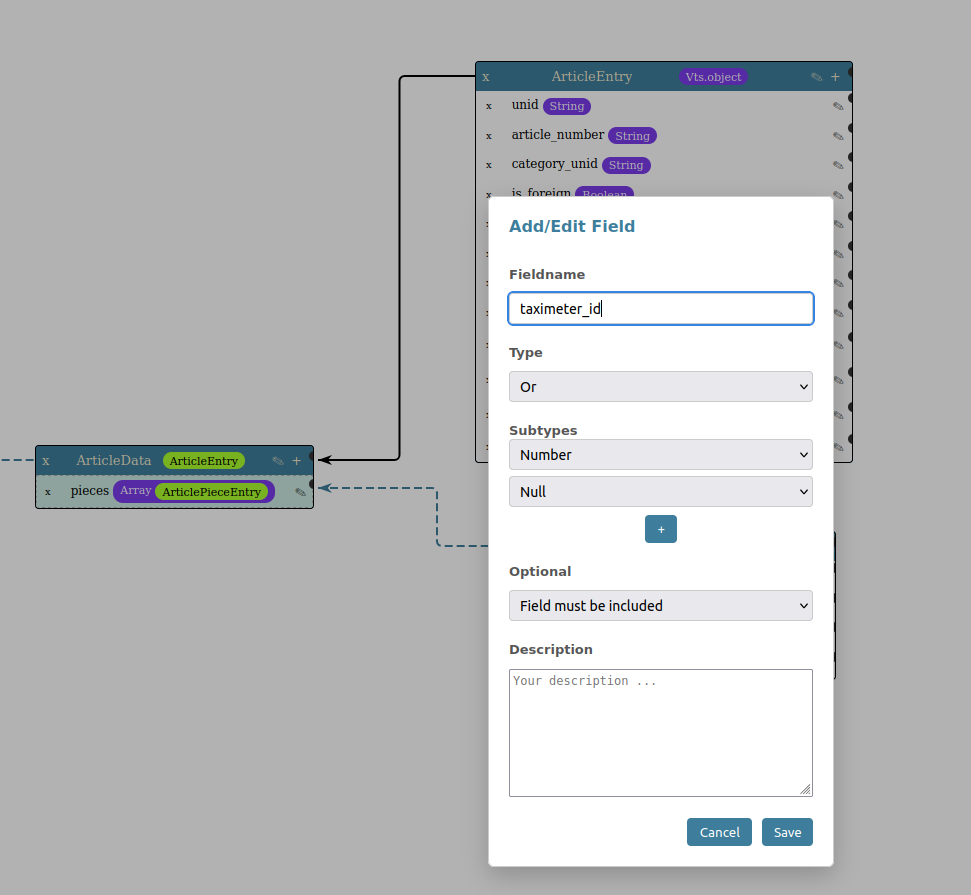 x ArticleEntry Vts.object ✎ +
x unid String ✎
x article_number String ✎
x category_unid String ✎
x is_foreign Boolean ✎
Add/Edit Field
Fieldname
taximeter_id
Type
Or
Subtypes
Number
x ArticleData ArticleEntry ✎ +
x pieces Array ArticlePieceEntry ✎
Null
+
Optional
Field must be included
Description
Your description ...
Cancel Save